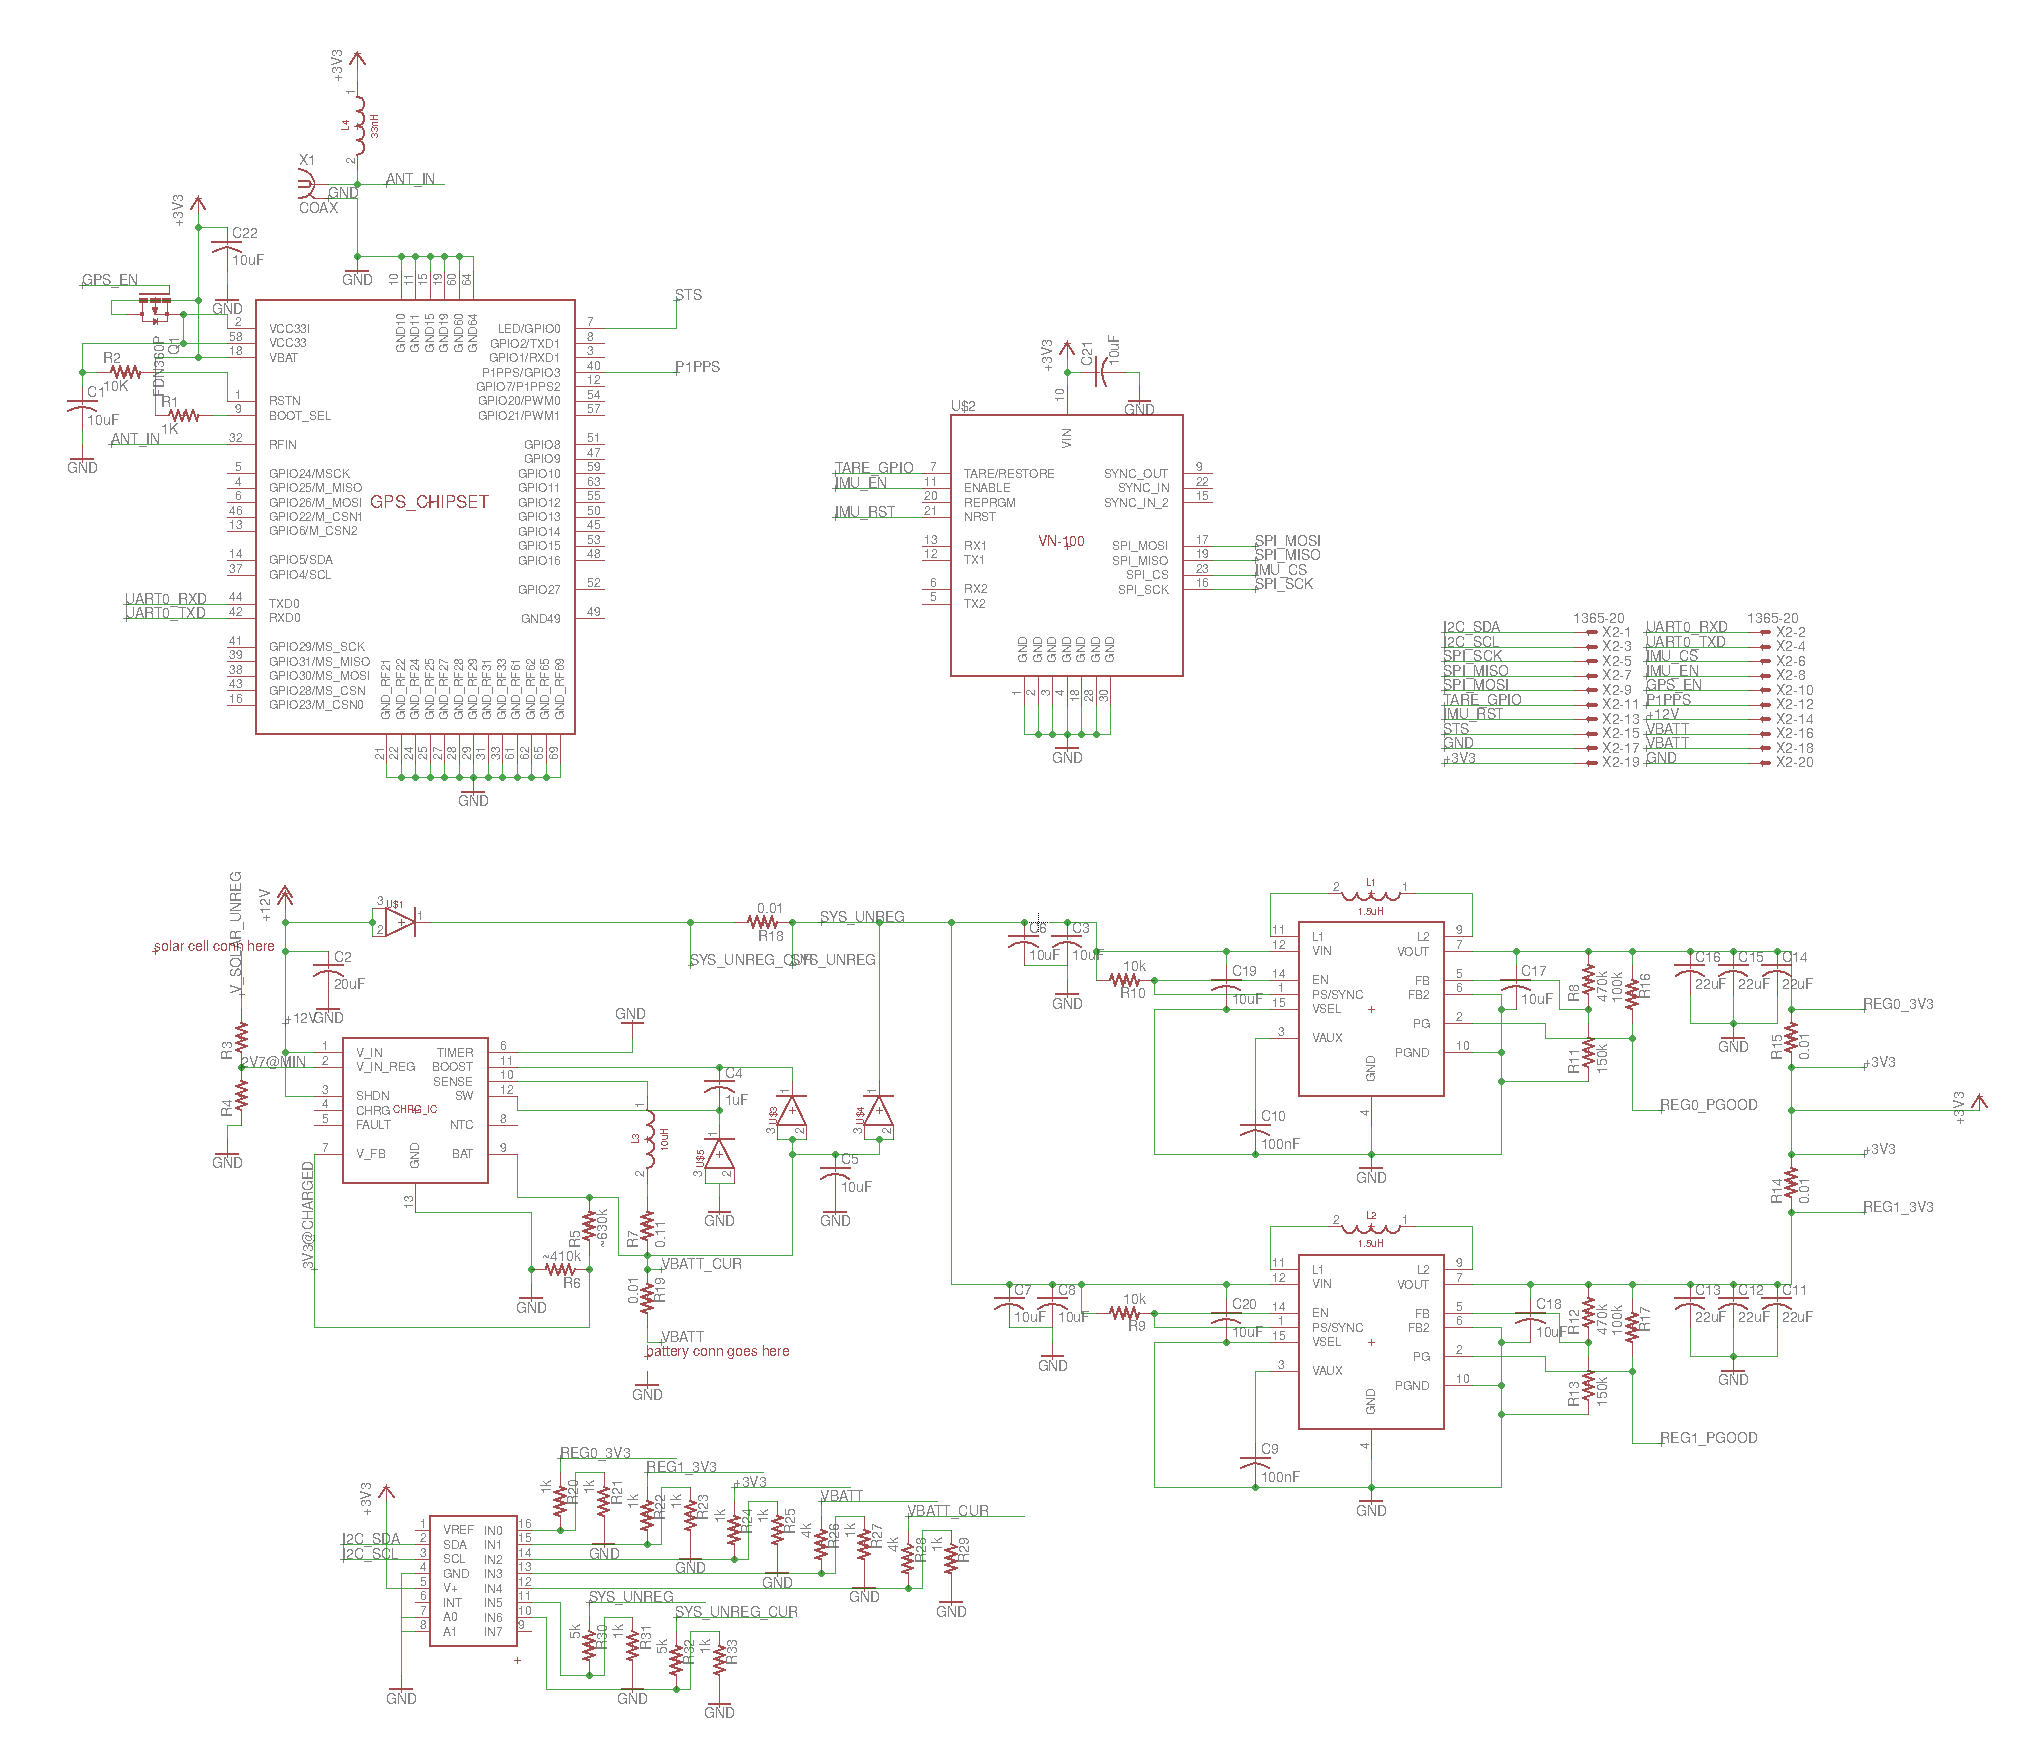 +3V3
1
L4
33nH
2
X1
ANT_IN
GND
COAX
+3V3
C22
10uF
GND
GPS_EN
Q1
FDN360P
R2
10K
C1
10uF
GND
R1
1K
ANT_IN
GND
10 11 15 19 60 64
GND10 GND11 GND15 GND19 GND60 GND64
2 VCC33I
58 VCC33
18 VBAT
1 RSTN
9 BOOT_SEL
32 RFIN
5 GPIO24/MSCK
4 GPIO25/M_MISO
6 GPIO26/M_MOSI
46 GPIO22/M_CSN1
13 GPIO6/M_CSN2
14 GPIO5/SDA
37 GPIO4/SCL
UART0_RXD 44 TXD0
UART0_TXD 42 RXD0
41 GPIO29/MS_SCK
39 GPIO31/MS_MISO
38 GPIO30/MS_MOSI
43 GPIO28/MS_CSN
16 GPIO23/M_CSN0
GPS_CHIPSET
LED/GPIO0 7 STS
GPIO2/TXD1 8
GPIO1/RXD1 3
P1PPS/GPIO3 40 P1PPS
GPIO7/P1PPS2 12
GPIO20/PWM0 54
GPIO21/PWM1 57
GPIO8 51
GPIO9 47
GPIO10 59
GPIO11 63
GPIO12 55
GPIO13 50
GPIO14 45
GPIO15 53
GPIO16 48
GPIO27 52
GND49 49
GND_RF21 GND_RF22 GND_RF24 GND_RF25 GND_RF27 GND_RF28 GND_RF29 GND_RF31 GND_RF33 GND_RF61 GND_RF62 GND_RF65 GND_RF69
21 22 24 25 27 28 29 31 33 61 62 65 69
GND
+3V3
C21
10uF
GND
U$2
10
VIN
TARE_GPIO 7 TARE/RESTORE
IMU_EN 11 ENABLE
20 REPRGM
IMU_RST 21 NRST
13 RX1
12 TX1
6 RX2
5 TX2
VN-100
SYNC_OUT 9
SYNC_IN 22
SYNC_IN_2 15
SPI_MOSI 17 SPI_MOSI
SPI_MISO 19 SPI_MISO
SPI_CS 23 IMU_CS
SPI_SCK 16 SPI_SCK
GND GND GND GND GND GND GND
1 2 3 4 18 28 30
GND
1365-20 1365-20
I2C_SDA X2-1 UART0_RXD X2-2
I2C_SCL X2-3 UART0_TXD X2-4
SPI_SCK X2-5 IMU_CS X2-6
SPI_MISO X2-7 IMU_EN X2-8
SPI_MOSI X2-9 GPS_EN X2-10
TARE_GPIO X2-11 P1PPS X2-12
IMU_RST X2-13 +12V X2-14
STS X2-15 VBATT X2-16
GND X2-17 VBATT X2-18
+3V3 X2-19 GND X2-20
V_SOLAR_UNREG
+12V
solar cell conn here
3 U$1 1
2
C2
20uF
+12V GND
R3
2V7@MIN
R4
GND
1 V_IN
2 V_IN_REG
3 SHDN
4 CHRG
5 FAULT
7 V_FB
CHRG_IC
TIMER 6
BOOST 11
SENSE 10
SW 12
NTC 8
BAT 9
GND
13
GND
3V3@CHARGED
0.01
R18
SYS_UNREG
SYS_UNREG_CUR
SYS_UNREG
C4
1uF
1
L3
10uH
2
U$5 1 3 2
GND
U$3 1 3 2
U$4 1 3 2
C5
10uF
GND
R5
~630k
~410k
R6
GND
R7
0.11
VBATT_CUR
0.01
R19
VBATT
battery conn goes here
GND
C6
10uF
C3
10uF
GND
10k
R10
C19
10uF
2 L1 1
1.5uH
11 L1
12 VIN
14 EN
1 PS/SYNC
15 VSEL
3 VAUX
L2 9
VOUT 7
FB 5
FB2 6
PG 2
PGND 10
GND
4
C10
100nF
GND
C17
10uF
R8
470k
100k
R16
R11
150k
REG0_PGOOD
C16
22uF
C15
22uF
C14
22uF
GND
REG0_3V3
R15
0.01
+3V3
+3V3
+3V3
R14
0.01
REG1_3V3
C7
10uF
C8
10uF
GND
10k
R9
C20
10uF
2 L2 1
1.5uH
11 L1
12 VIN
14 EN
1 PS/SYNC
15 VSEL
3 VAUX
L2 9
VOUT 7
FB 5
FB2 6
PG 2
PGND 10
GND
4
C9
100nF
GND
C18
10uF
R12
470k
100k
R17
R13
150k
REG1_PGOOD
C13
22uF
C12
22uF
C11
22uF
GND
+3V3
I2C_SDA
I2C_SCL
1 VREF IN0 16
2 SDA IN1 15
3 SCL IN2 14
4 GND IN3 13
5 V+ IN4 12
6 INT IN5 11
7 A0 IN6 10
8 A1 IN7 9
GND
REG0_3V3
1k R20
1k R21
GND
REG1_3V3
1k R22
1k R23
GND
+3V3
1k R24
1k R25
GND
VBATT
4k R26
1k R27
GND
VBATT_CUR
4k R28
1k R29
GND
SYS_UNREG
5k R30
1k R31
GND
SYS_UNREG_CUR
5k R32
1k R33
GND